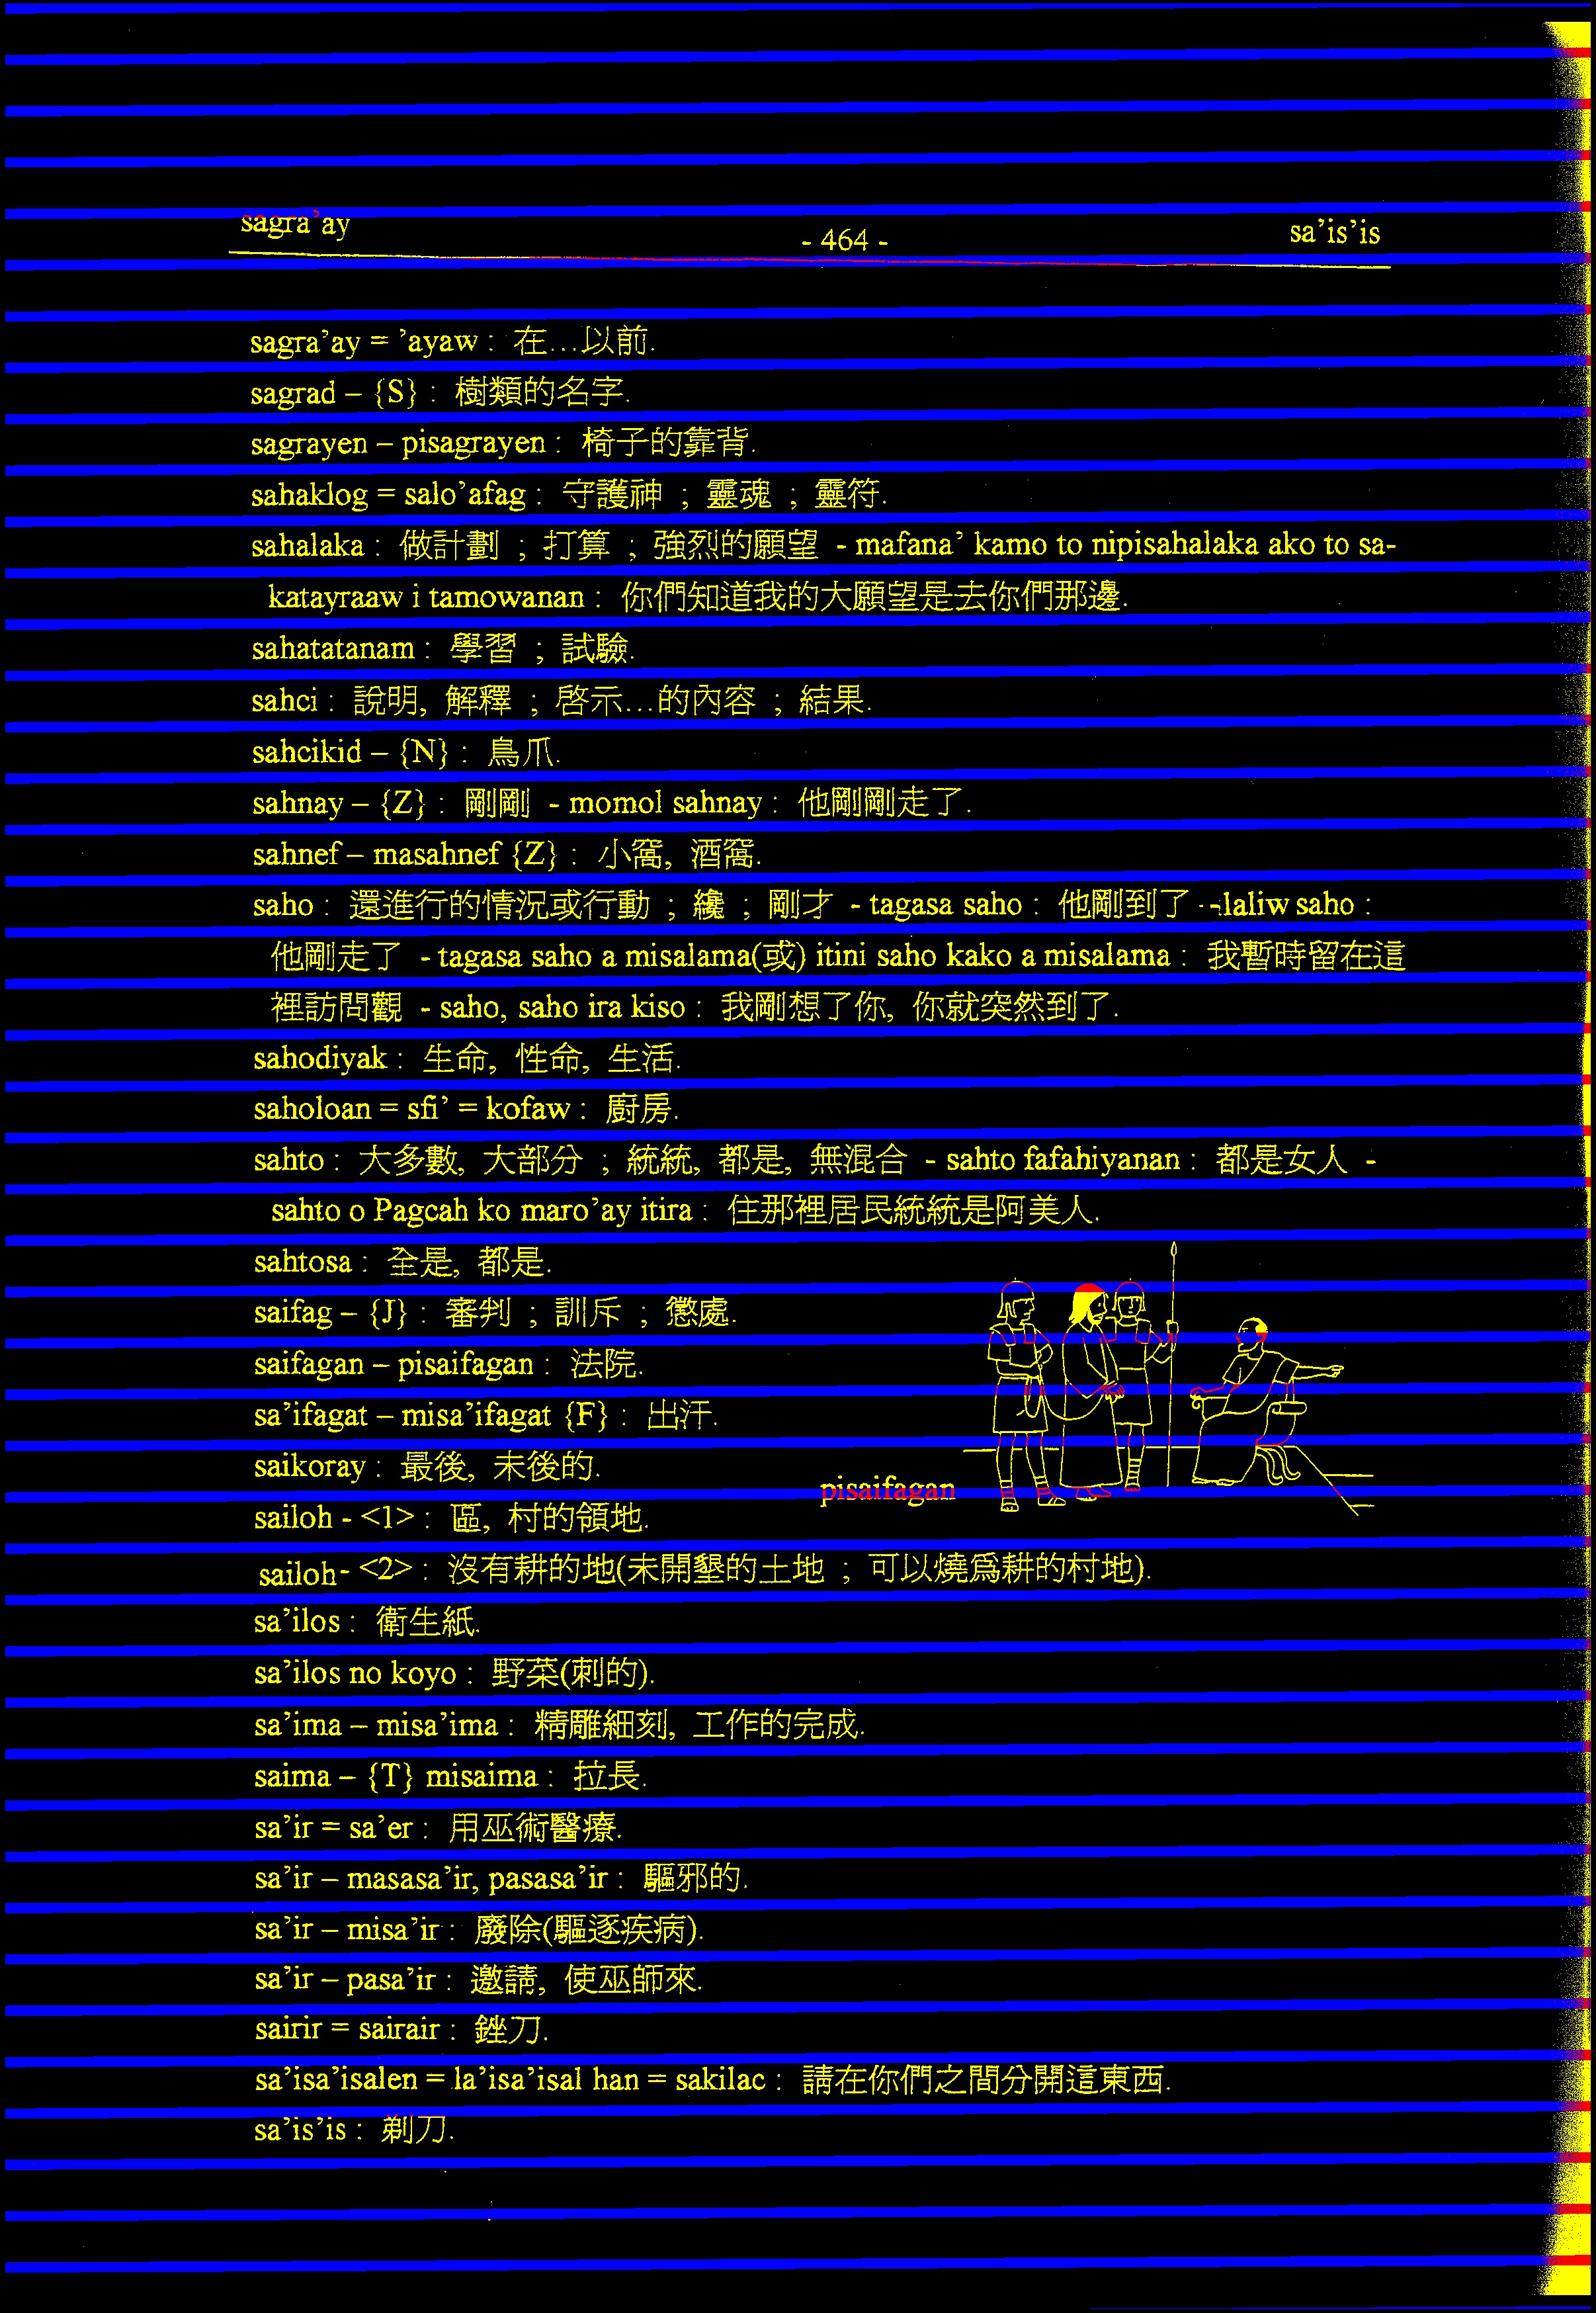 sagra’ay - 464 - sa’is’is
sagra’ay = ’ayaw : 在...以前.
sagrad – {S} : 樹類的名字.
sagrayen – pisagrayen : 椅子的靠背.
sahaklog = salo’afag : 守護神 ; 靈魂 ; 靈符.
sahalaka : 做計劃 ; 打算 ; 強烈的願望 - mafana’ kamo to nipisahalaka ako to sa-
katayraaw i tamowanan : 你們知道我的大願望是去你們那邊.
sahatatanam : 學習 ; 試驗.
sahci : 說明, 解釋 ; 啓示...的內容 ; 結果.
sahcikid – {N} : 鳥爪.
sahnay – {Z} : 剛剛 - momol sahnay : 他剛剛走了.
sahnef – masahnef {Z} : 小窩, 酒窩.
saho : 還進行的情況或行動 ; 纔 ; 剛才 - tagasa saho : 他剛到了 - laliw saho :
他剛走了 - tagasa saho a misalama(或) itini saho kako a misalama : 我暫時留在這
裡訪問觀 - saho, saho ira kiso : 我剛想了你, 你就突然到了.
sahodiyak : 生命, 性命, 生活.
saholoan = sfi’ = kofaw : 廚房.
sahto : 大多數, 大部分 ; 統統, 都是, 無混合 - sahto fafahiyanan : 都是女人 -
sahto o Pagcah ko maro’ay itira : 住那裡居民統統是阿美人.
sahtosa : 全是, 都是.
saifag – {J} : 審判 ; 訓斥 ; 懲處.
saifagan – pisaifagan : 法院.
sa’ifagat – misa’ifagat {F} : 出汗.
saikoray : 最後, 末後的.
pisaifagan
sailoh - <1> : 區, 村的領地.
sailoh- <2> : 沒有耕的地(未開墾的土地 ; 可以燒爲耕的村地).
sa’ilos : 衛生紙.
sa’ilos no koyo : 野菜(刺的).
sa’ima – misa’ima : 精雕細刻, 工作的完成.
saima – {T} misaima : 拉長.
sa’ir = sa’er : 用巫術醫療.
sa’ir – masasa’ir, pasasa’ir : 驅邪的.
sa’ir – misa’ir : 廢除(驅逐疾病).
sa’ir – pasa’ir : 邀請, 使巫師來.
sairir = sairair : 銼刀.
sa’isa’isalen = la’isa’isal han = sakilac : 請在你們之間分開這東西.
sa’is’is : 剃刀.